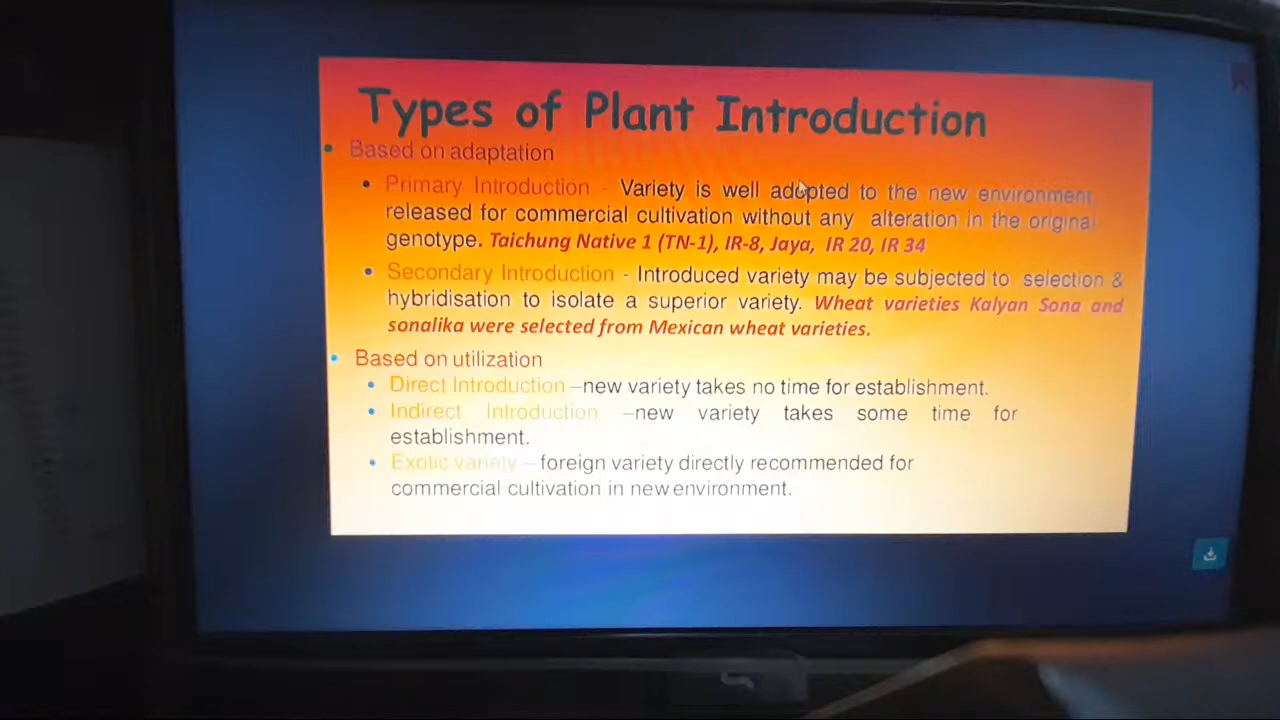 Types of Plant Introduction
• Based on adaptation
• Primary Introduction - Variety is well adopted to the new environment,
released for commercial cultivation without any alteration in the original
genotype. Taichung Native 1 (TN-1), IR-8, Jaya, IR 20, IR 34
• Secondary Introduction - Introduced variety may be subjected to selection &
hybridisation to isolate a superior variety. Wheat varieties Kalyan Sona and
sonalika were selected from Mexican wheat varieties.
• Based on utilization
• Direct Introduction –new variety takes no time for establishment.
• Indirect Introduction –new variety takes some time for
establishment.
• Exotic variety – foreign variety directly recommended for
commercial cultivation in new environment.